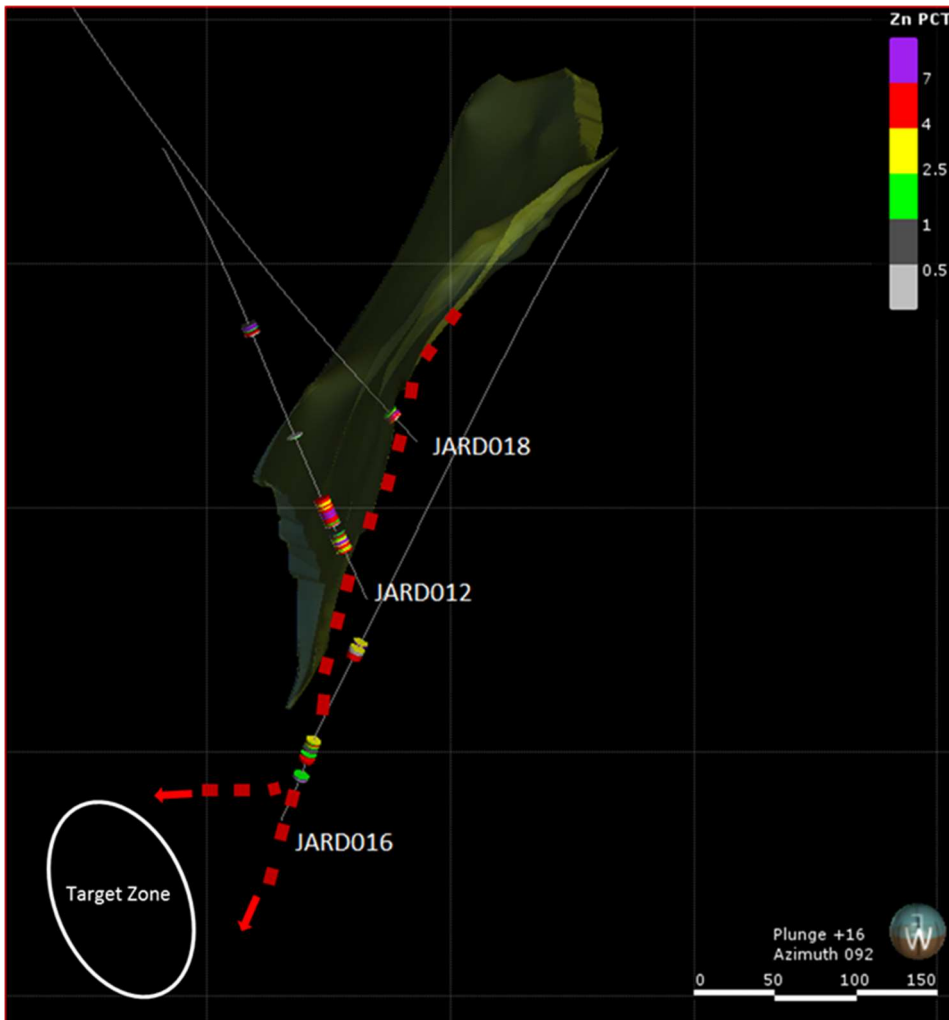 Zn PCT
7
4
2.5
1
0.5
JARD018
JARD012
JARD016
Target Zone
Plunge +16
Azimuth 092
W
0 50 100 150